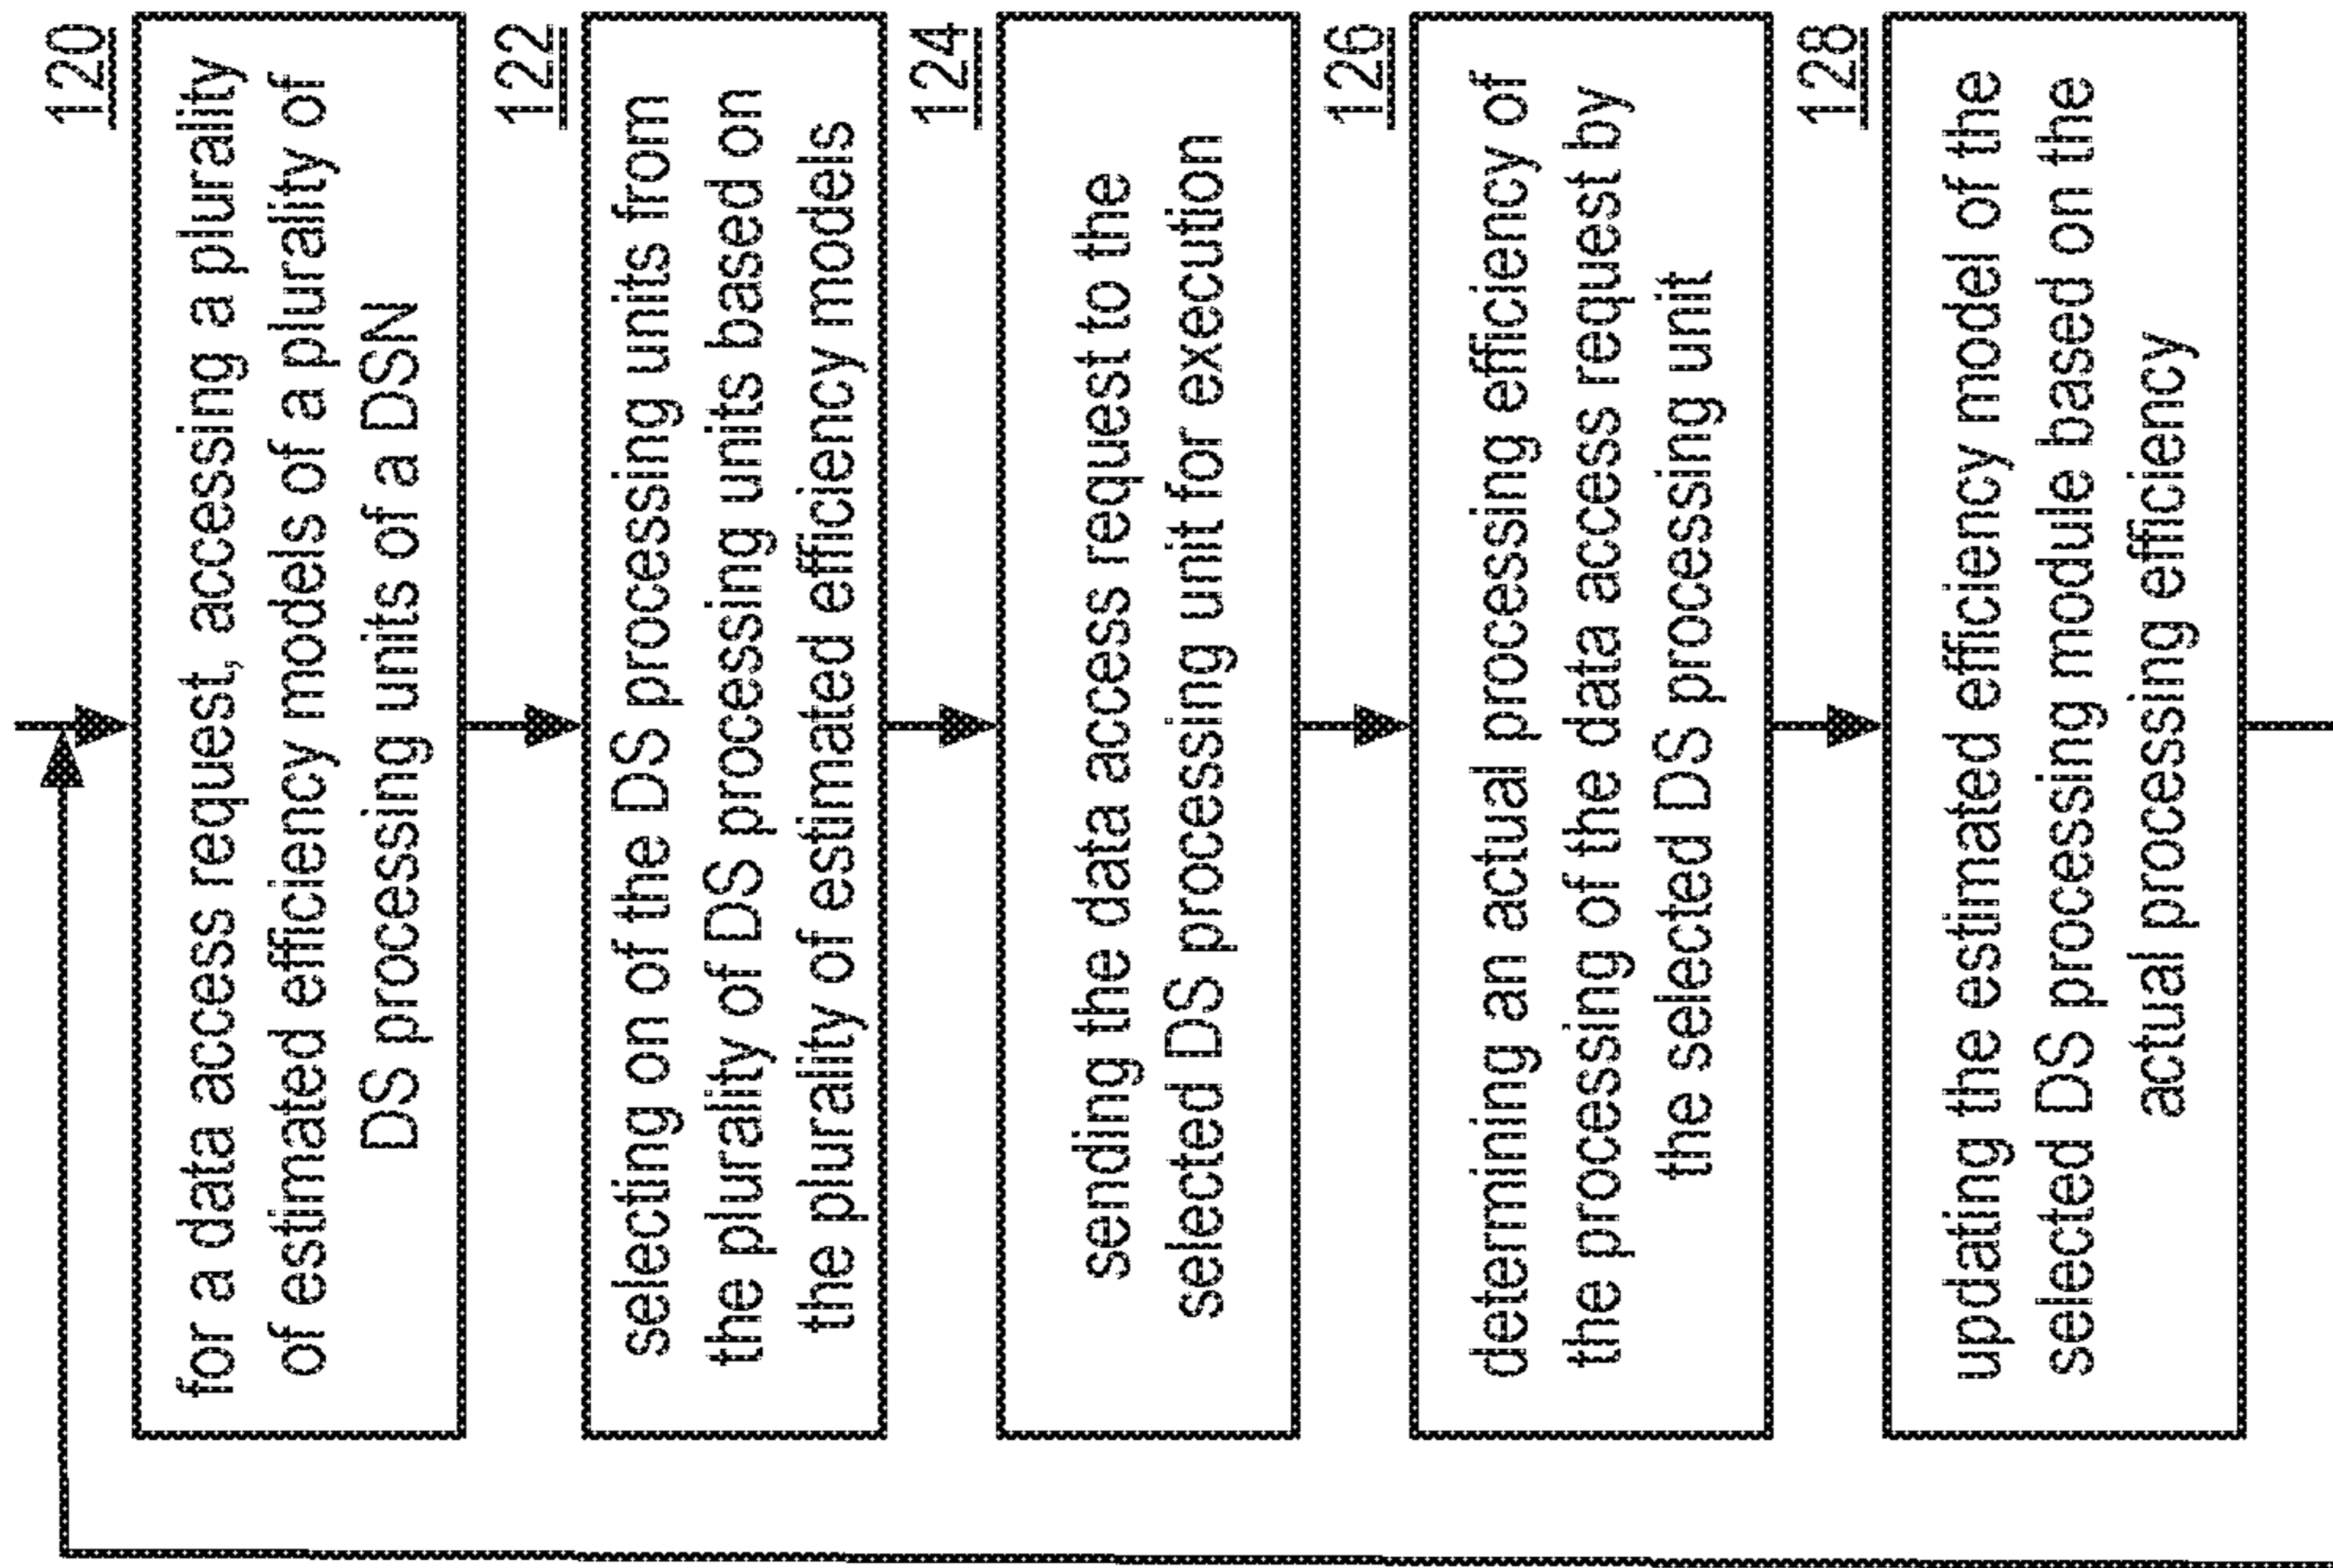 120
for a data access request, accessing a plurality
of estimated efficiency models of a plurality of
DS processing units of a DSN
122
selecting on of the DS processing units from
the plurality of DS processing units based on
the plurality of estimated efficiency models
124
sending the data access request to the
selected DS processing unit for execution
126
determining an actual processing efficiency of
the processing of the data access request by
the selected DS processing unit
128
updating the estimated efficiency model of the
selected DS processing module based on the
actual processing efficiency